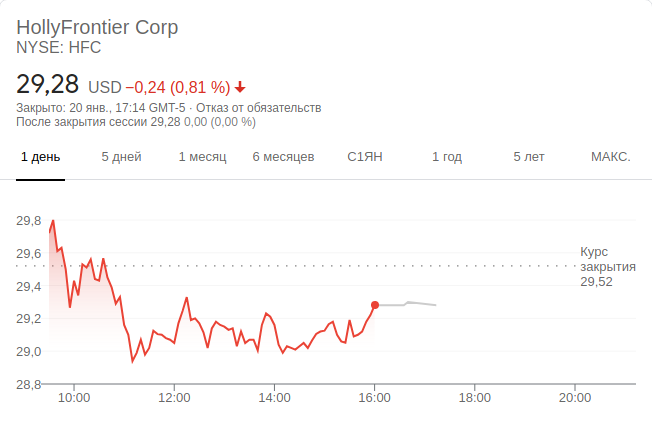 HollyFrontier Corp
NYSE: HFC
29,28 USD −0,24 (0,81 %)
Закрыто: 20 янв., 17:14 GMT-5 · Отказ от обязательств
После закрытия сессии 29,28 0,00 (0,00 %)
1 день 5 дней 1 месяц 6 месяцев С1ЯН 1 год 5 лет МАКС.
29,8
29,6
29,4
29,2
29,0
28,8
Курс
закрытия
29,52
10:00 12:00 14:00 16:00 18:00 20:00